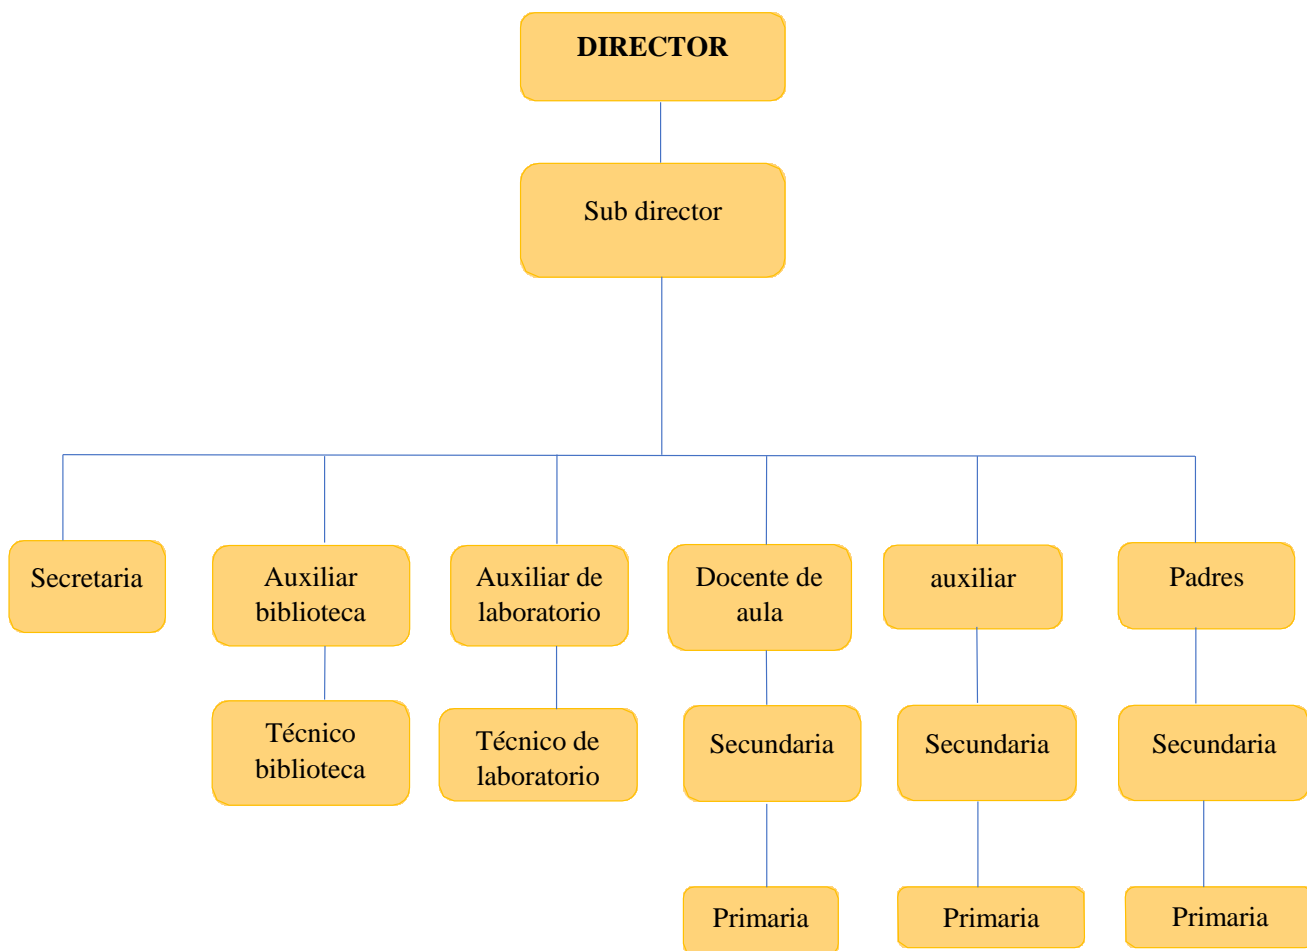 DIRECTOR
Sub director
Secretaria
Auxiliar
biblioteca
Auxiliar de
laboratorio
Docente de
aula
auxiliar
Padres
Técnico
biblioteca
Técnico de
laboratorio
Secundaria
Secundaria
Secundaria
Primaria
Primaria
Primaria